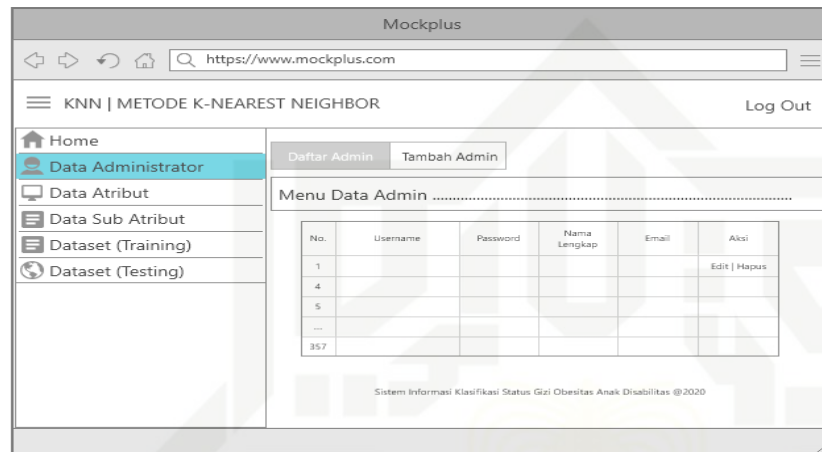 Mockplus
https://www.mockplus.com
KNN | METODE K-NEAREST NEIGHBOR
Log Out
Home
Data Administrator
Data Atribut
Data Sub Atribut
Dataset (Training)
Dataset (Testing)
Daftar Admin Tambah Admin
Menu Data Admin ................................................................................
No. Username Password Nama Lengkap Email Aksi
1 Edit | Hapus
4
5
...
357
Sistem Informasi Klasifikasi Status Gizi Obesitas Anak Disabilitas @2020